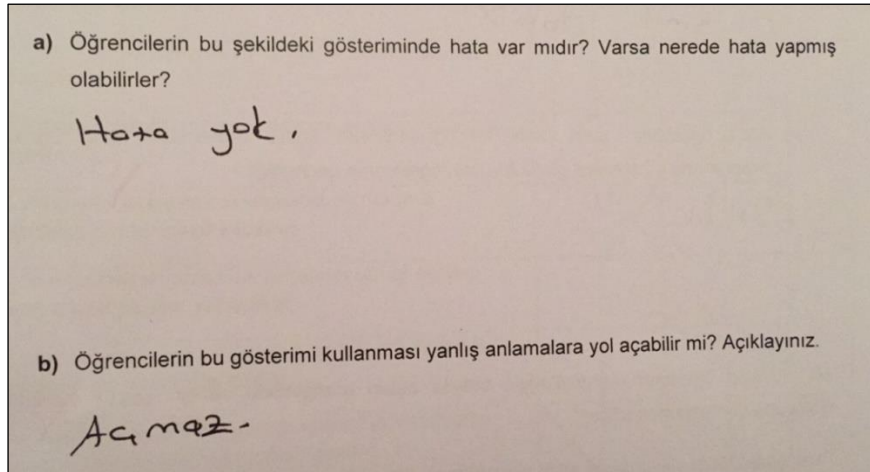 a) Öğrencilerin bu şekildeki gösteriminde hata var mıdır? Varsa nerede hata yapmış
olabilirler?
Hata yok.
b) Öğrencilerin bu gösterimi kullanması yanlış anlamalara yol açabilir mi? Açıklayınız.
Açmaz.